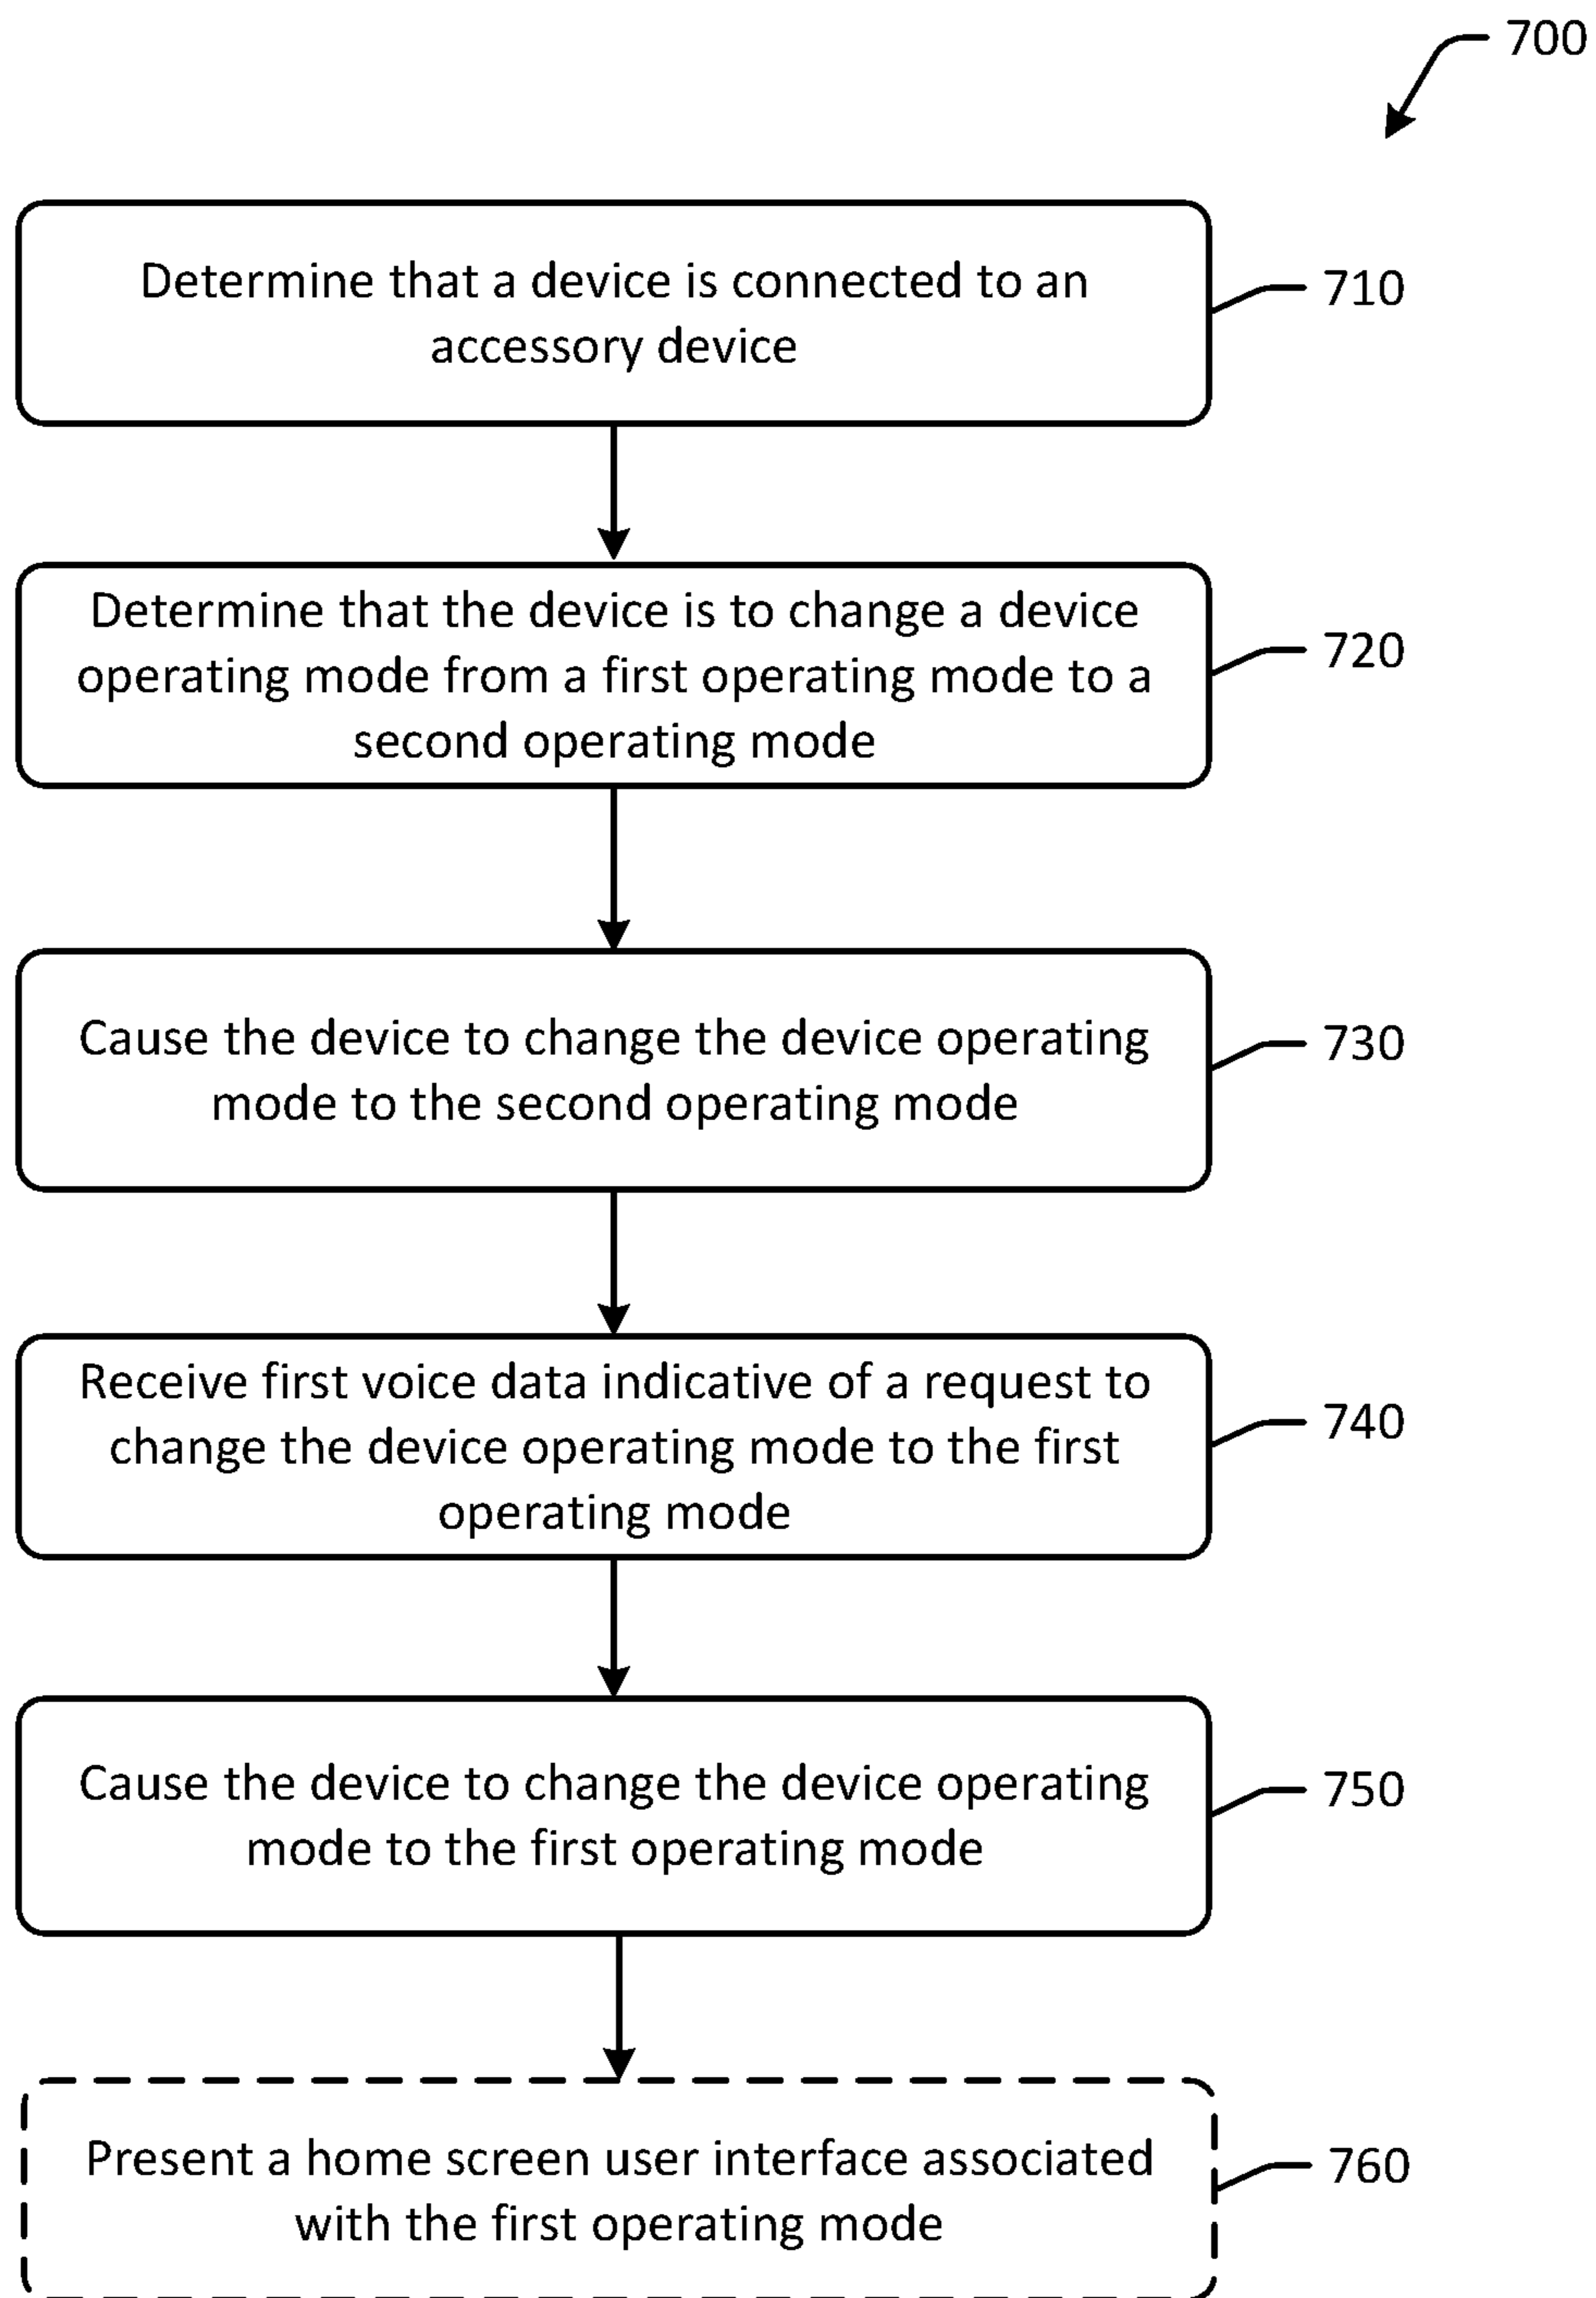 700
Determine that a device is connected to an
accessory device
710
Determine that the device is to change a device
operating mode from a first operating mode to a
second operating mode
720
Cause the device to change the device operating
mode to the second operating mode
730
Receive first voice data indicative of a request to
change the device operating mode to the first
operating mode
740
Cause the device to change the device operating
mode to the first operating mode
750
Present a home screen user interface associated
with the first operating mode
760